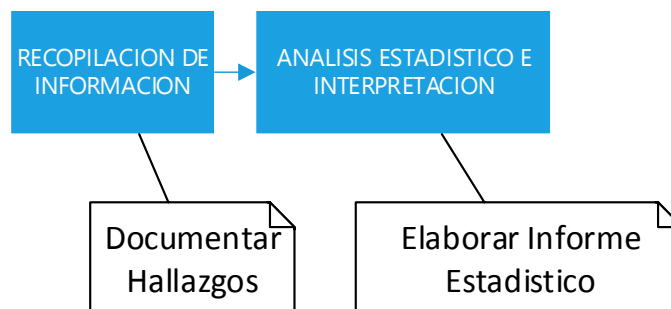 RECOPILACION DE
INFORMACION
ANALISIS ESTADISTICO E
INTERPRETACION
Documentar
Hallazgos
Elaborar Informe
Estadistico